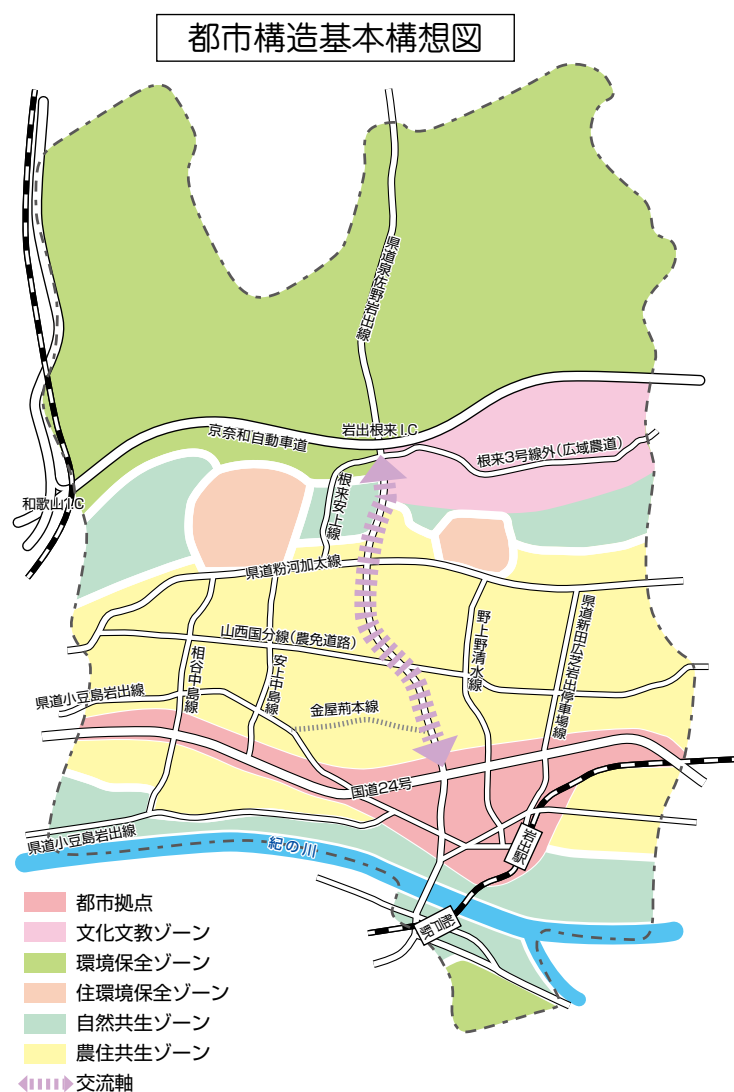 都市構造基本構想図
県道泉佐野岩出線
岩出根来I.C
京奈和自動車道
根来3号線外(広域農道)
和歌山I.C
根来安上線
県道粉河加太線
山西国分線(農免道路)
野上野清水線
県道新田広芝岩出停車場線
相谷中島線
安上中島線
県道小豆島岩出線
金屋荊本線
国道24号
県道小豆島岩出線
紀の川
岩出駅
船戸駅
都市拠点
文化文教ゾーン
環境保全ゾーン
住環境保全ゾーン
自然共生ゾーン
農住共生ゾーン
交流軸